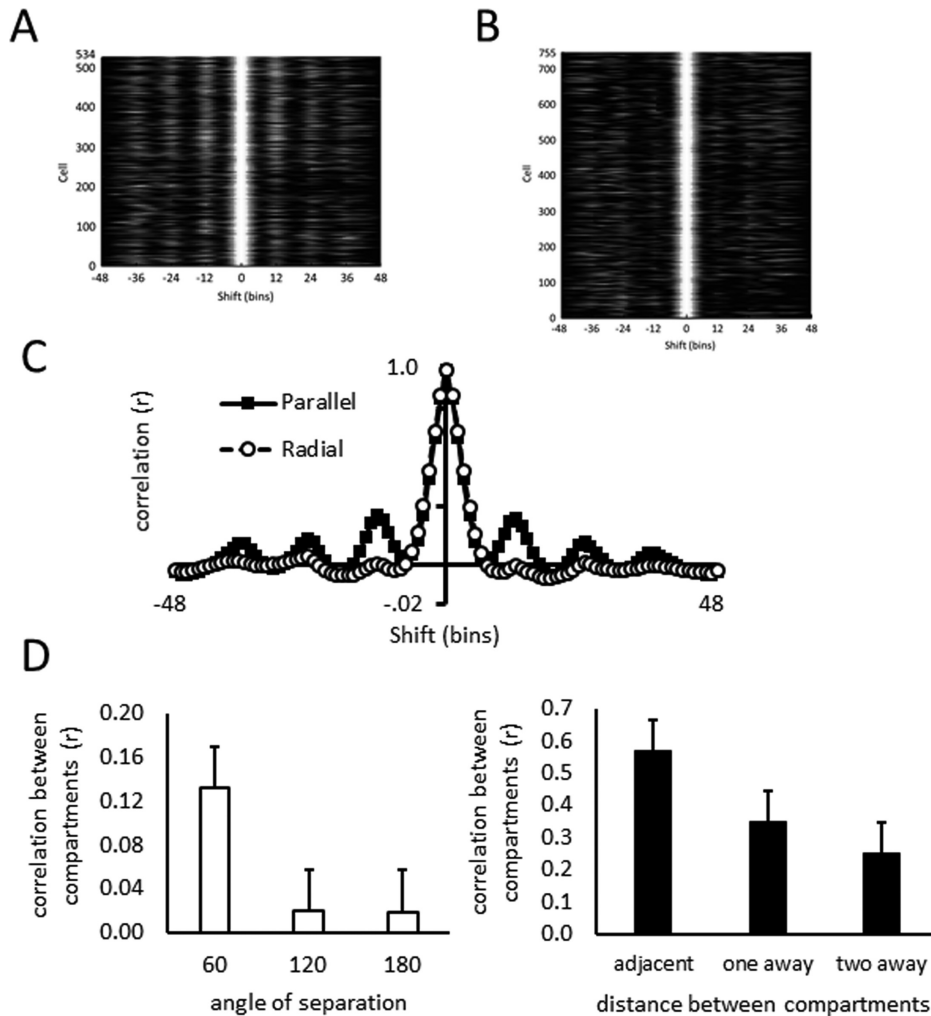 A
B
534
500
400
300
200
100
0
Cell
-48 -36 -24 -12 0 12 24 36 48
Shift (bins)
755
700
600
500
400
300
200
100
0
Cell
-48 -36 -24 -12 0 12 24 36 48
Shift (bins)
C
correlation (r)
1.0
Parallel
Radial
-48
-.02
48
Shift (bins)
D
correlation between
compartments (r)
0.20
0.16
0.12
0.08
0.04
0.00
60 120 180
angle of separation
correlation between
compartments (r)
0.7
0.6
0.5
0.4
0.3
0.2
0.1
0.0
adjacent one away two away
distance between compartments